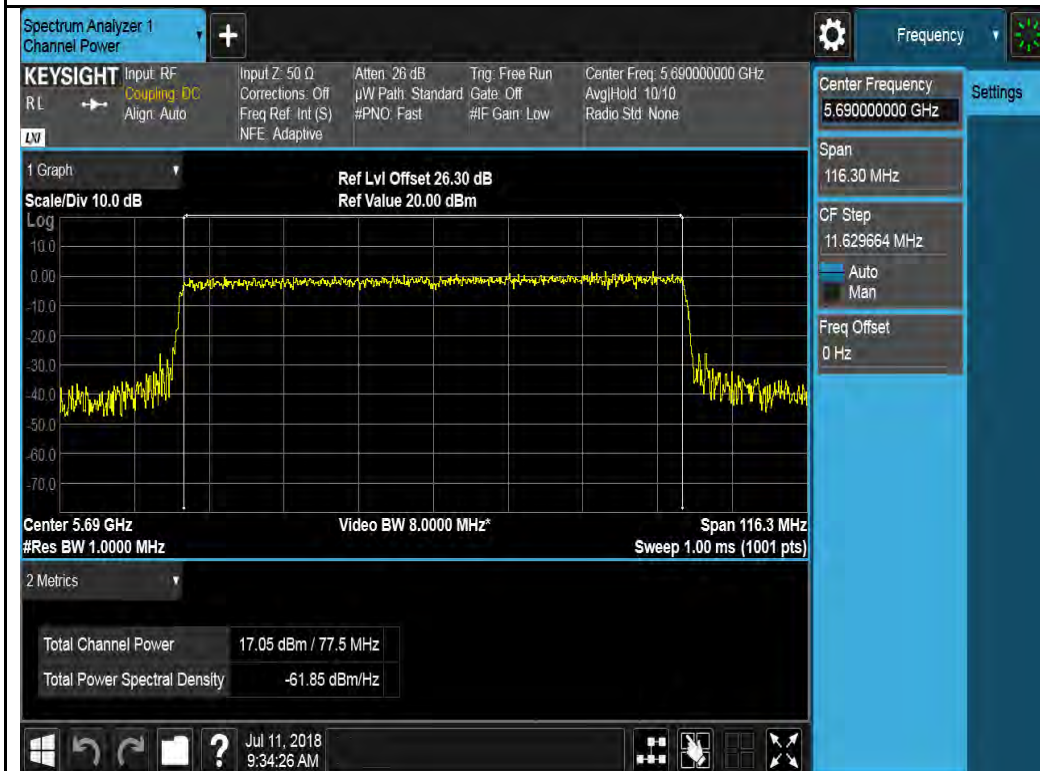 Spectrum Analyzer 1
Channel Power
+
Frequency
KEYSIGHT
R L
LXI
Input: RF
Coupling: DC
Align: Auto
Input Z: 50 Ω
Corrections: Off
Freq Ref: Int (S)
NFE: Adaptive
Atten: 26 dB
µW Path: Standard
#PNO: Fast
Trig: Free Run
Gate: Off
#IF Gain: Low
Center Freq: 5.690000000 GHz
Avg|Hold: 10/10
Radio Std: None
Center Frequency
5.690000000 GHz
Settings
Span
116.30 MHz
CF Step
11.629664 MHz
Auto
Man
Freq Offset
0 Hz
1 Graph
Scale/Div 10.0 dB
Ref Lvl Offset 26.30 dB
Ref Value 20.00 dBm
Log
10.0
0.00
-10.0
-20.0
-30.0
-40.0
-50.0
-60.0
-70.0
Center 5.69 GHz
#Res BW 1.0000 MHz
Video BW 8.0000 MHz*
Span 116.3 MHz
Sweep 1.00 ms (1001 pts)
2 Metrics
Total Channel Power 17.05 dBm / 77.5 MHz
Total Power Spectral Density -61.85 dBm/Hz
?
Jul 11, 2018
9:34:26 AM